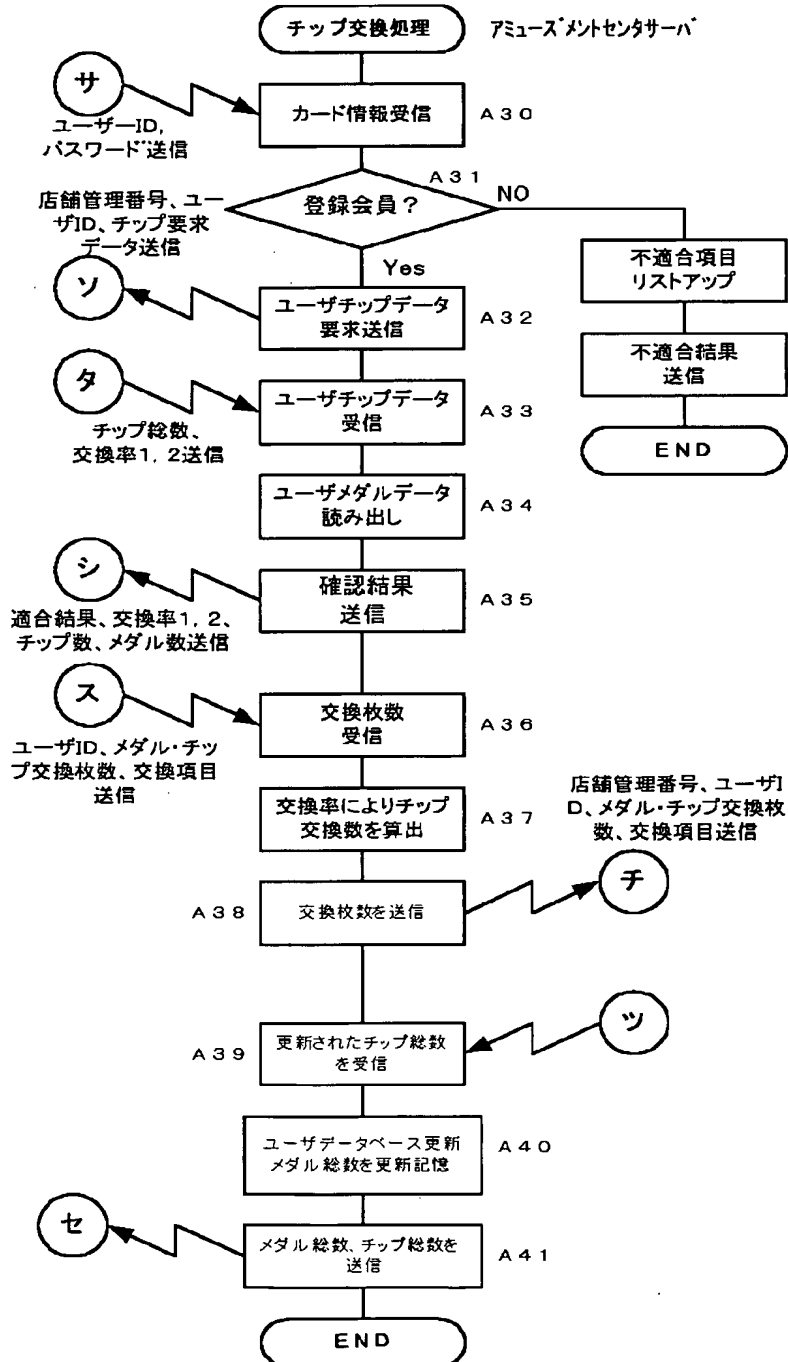 チップ交換処理
アミューズメントセンタサーバ
サ
ユーザーID,
パスワード送信
カード情報受信
A30
登録会員?
A31
NO
Yes
不適合項目
リストアップ
不適合結果
送信
END
店舗管理番号、ユー
ザID、チップ要求
データ送信
ソ
ユーザチップデータ
要求送信
A32
タ
チップ総数、
交換率1, 2送信
ユーザチップデータ
受信
A33
ユーザメダルデータ
読み出し
A34
シ
適合結果、交換率1, 2、
チップ数、メダル数送信
確認結果
送信
A35
ス
ユーザID、メダル・チッ
プ交換枚数、交換項目
送信
交換枚数
受信
A36
交換率によりチップ
交換数を算出
A37
店舗管理番号、ユーザI
D、メダル・チップ交換枚
数、交換項目送信
チ
A38
交換枚数を送信
ツ
A39
更新されたチップ総数
を受信
ユーザデータベース更新
メダル総数を更新記憶
A40
セ
メダル総数、チップ総数を
送信
A41
END